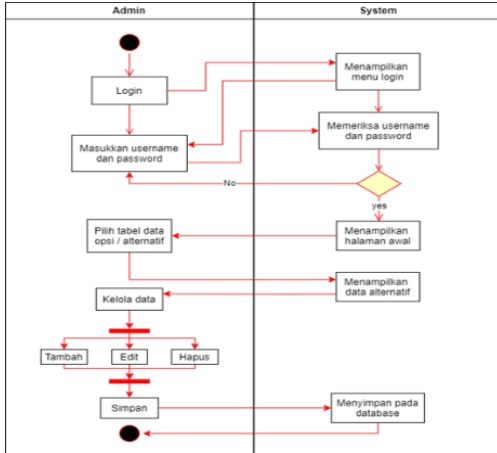 Admin
System
Menampilkan
menu login
Login
Masukkan username
dan password
Memeriksa username
dan password
No
yes
Pilih tabel data
opsi / alternatif
Menampilkan
halaman awal
Menampilkan
data alternatif
Kelola data
Tambah
Edit
Hapus
Simpan
Menyimpan pada
database